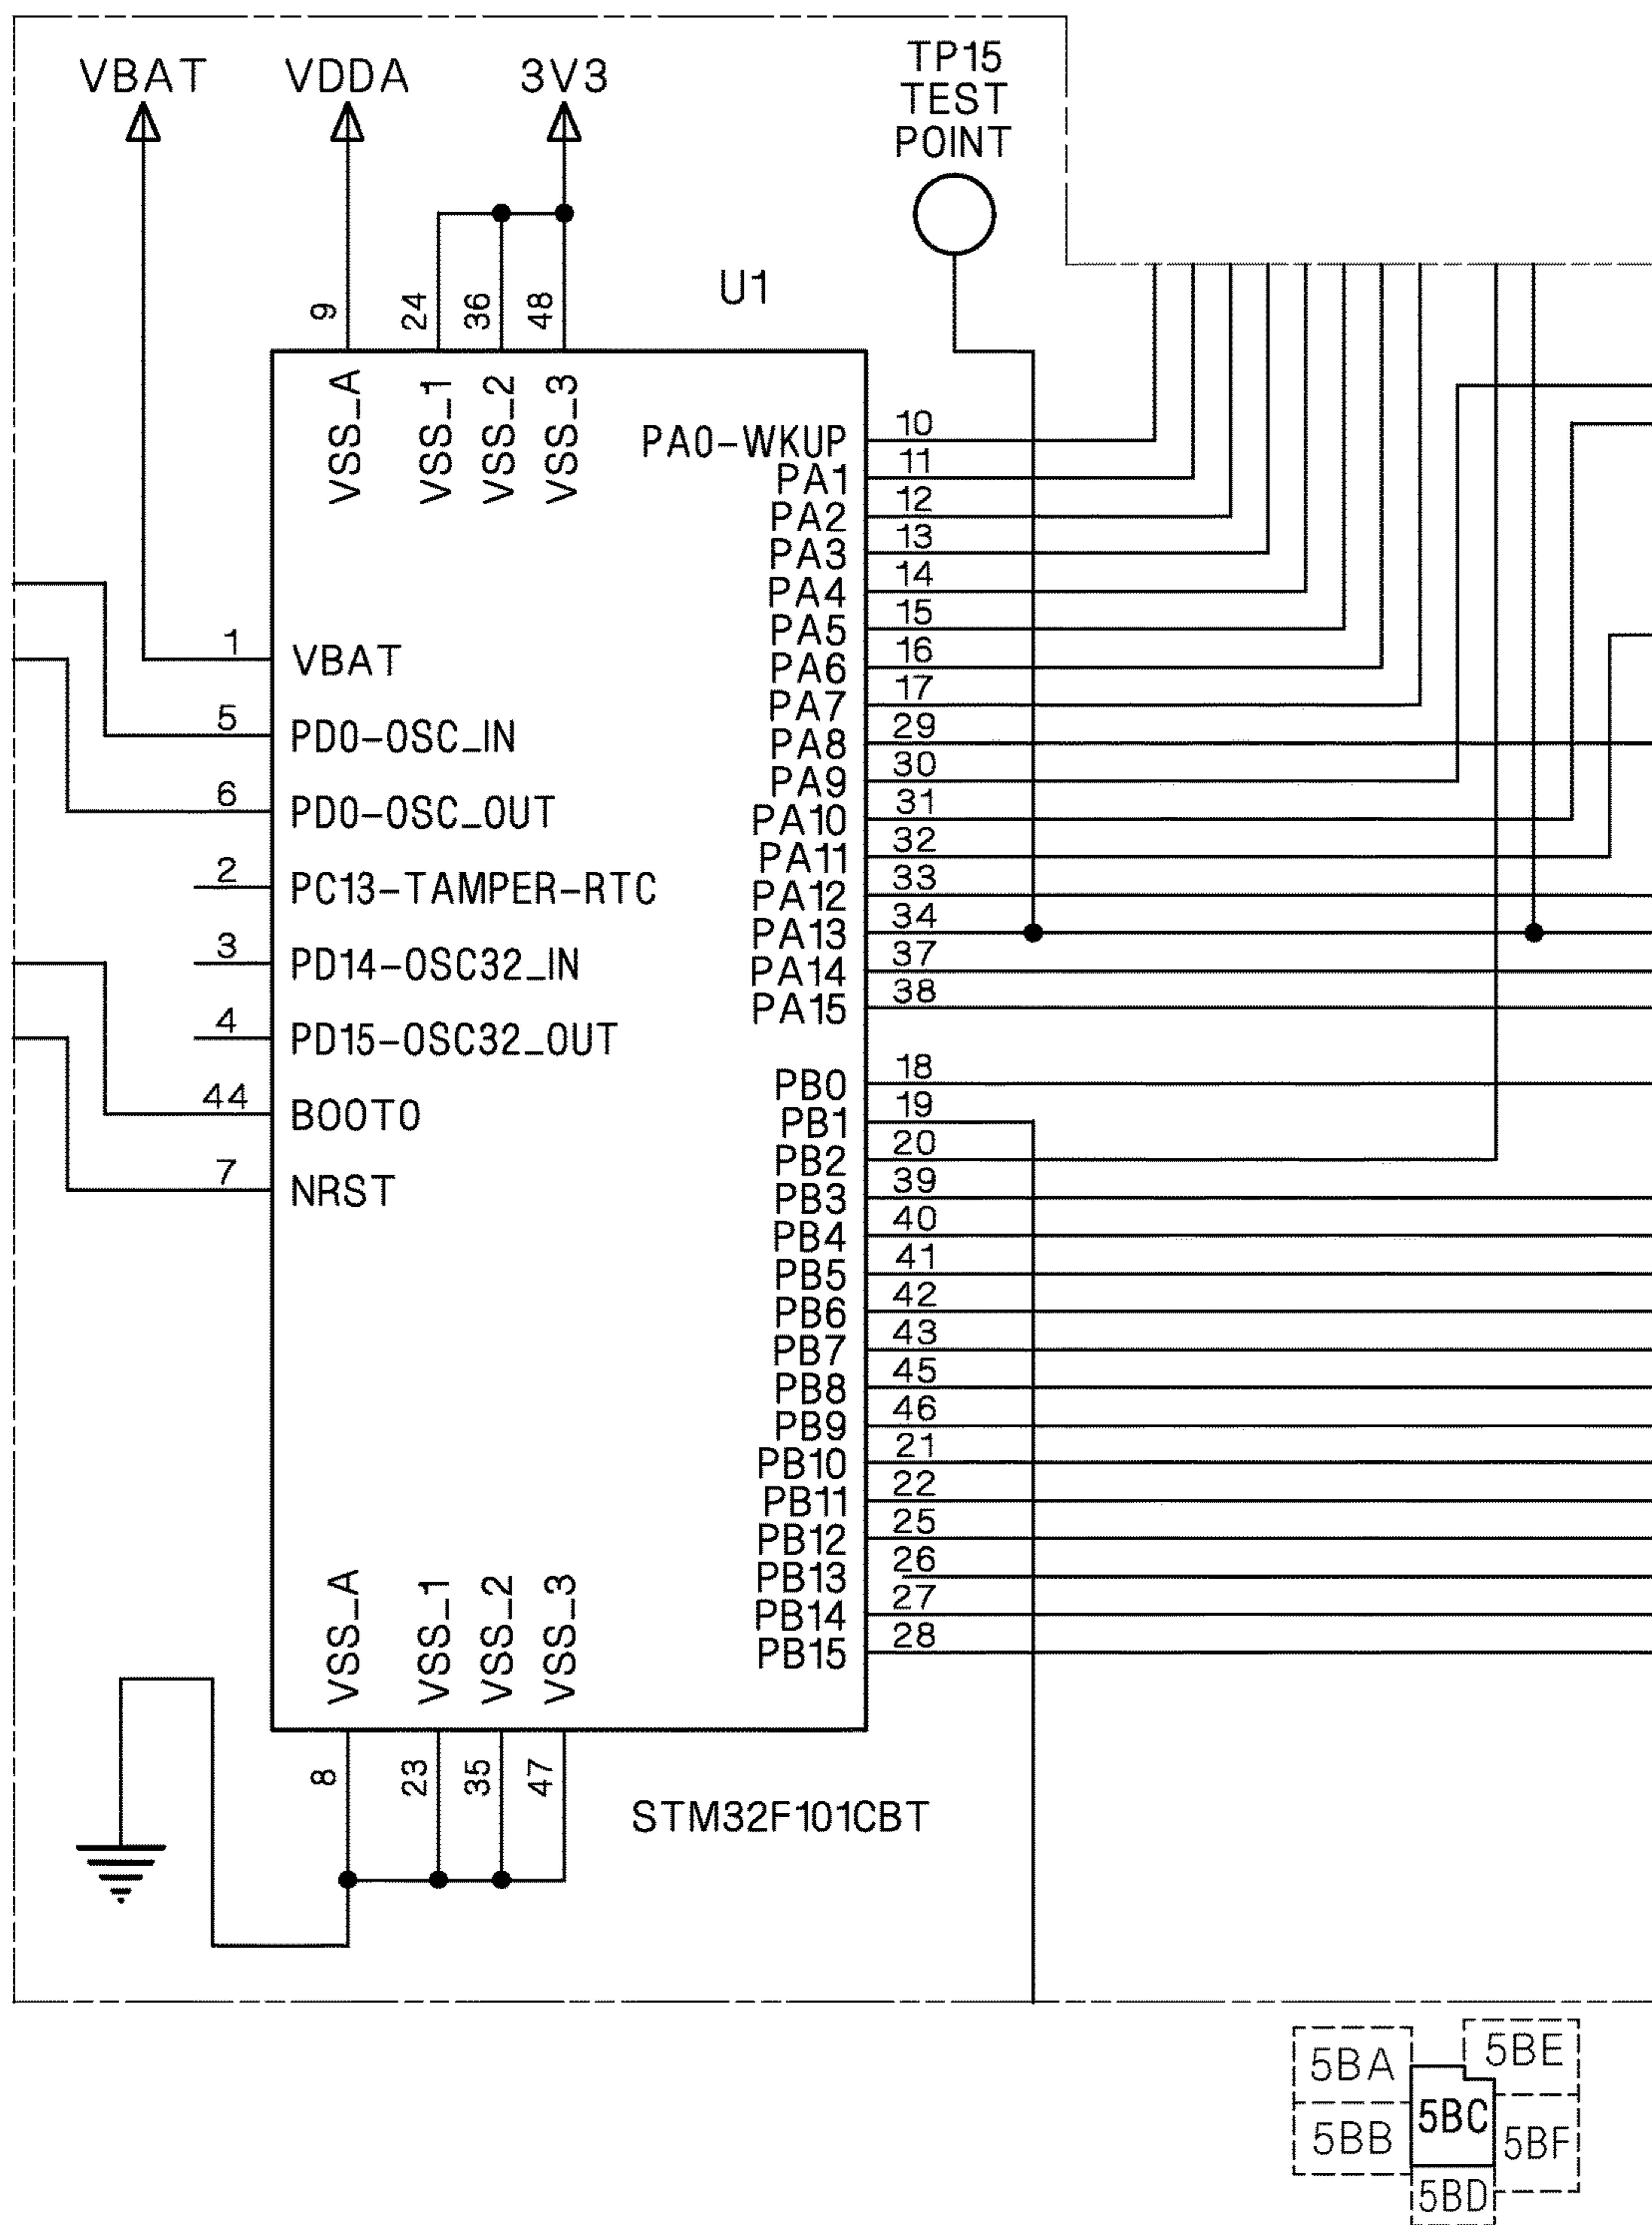 VBAT
VDDA
3V3
TP15
TEST
POINT
U1
9
24
36
48
VSS_A
VSS_1
VSS_2
VSS_3
1
VBAT
5
PD0-OSC_IN
6
PD0-OSC_OUT
2
PC13-TAMPER-RTC
3
PD14-OSC32_IN
4
PD15-OSC32_OUT
44
BOOT0
7
NRST
PA0-WKUP 10
PA1 11
PA2 12
PA3 13
PA4 14
PA5 15
PA6 16
PA7 17
PA8 29
PA9 30
PA10 31
PA11 32
PA12 33
PA13 34
PA14 37
PA15 38
PB0 18
PB1 19
PB2 20
PB3 39
PB4 40
PB5 41
PB6 42
PB7 43
PB8 45
PB9 46
PB10 21
PB11 22
PB12 25
PB13 26
PB14 27
PB15 28
VSS_A
VSS_1
VSS_2
VSS_3
8
23
35
47
STM32F101CBT
5BA
5BE
5BC
5BB
5BF
5BD